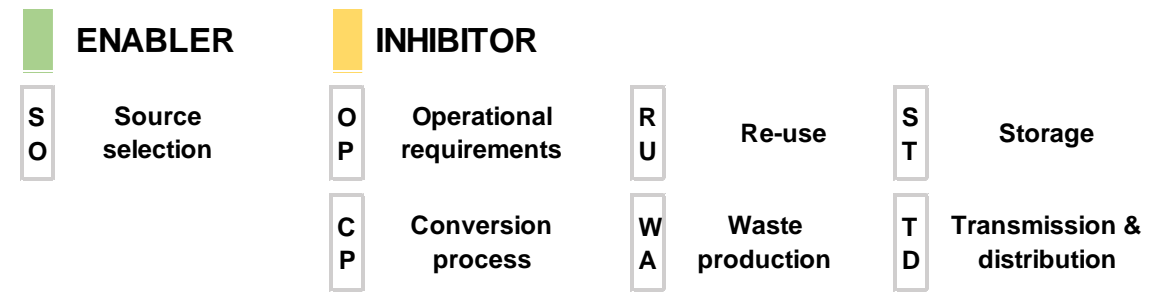 ENABLER
INHIBITOR
S
O
Source
selection
O
P
Operational
requirements
R
U
Re-use
S
T
Storage
C
P
Conversion
process
W
A
Waste
production
T
D
Transmission &
distribution